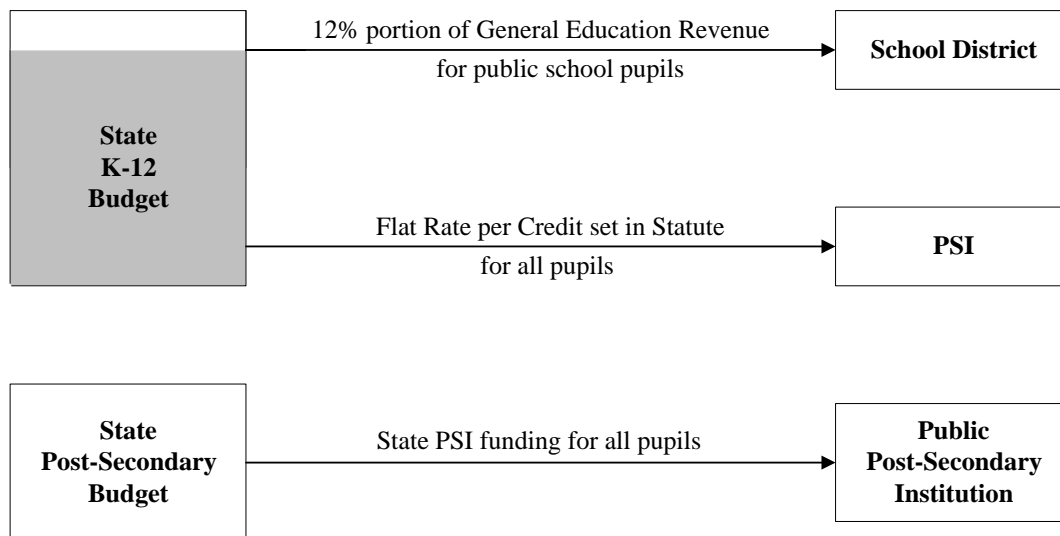 12% portion of General Education Revenue
for public school pupils
School District
State
K-12
Budget
Flat Rate per Credit set in Statute
for all pupils
PSI
State
Post-Secondary
Budget
State PSI funding for all pupils
Public
Post-Secondary
Institution